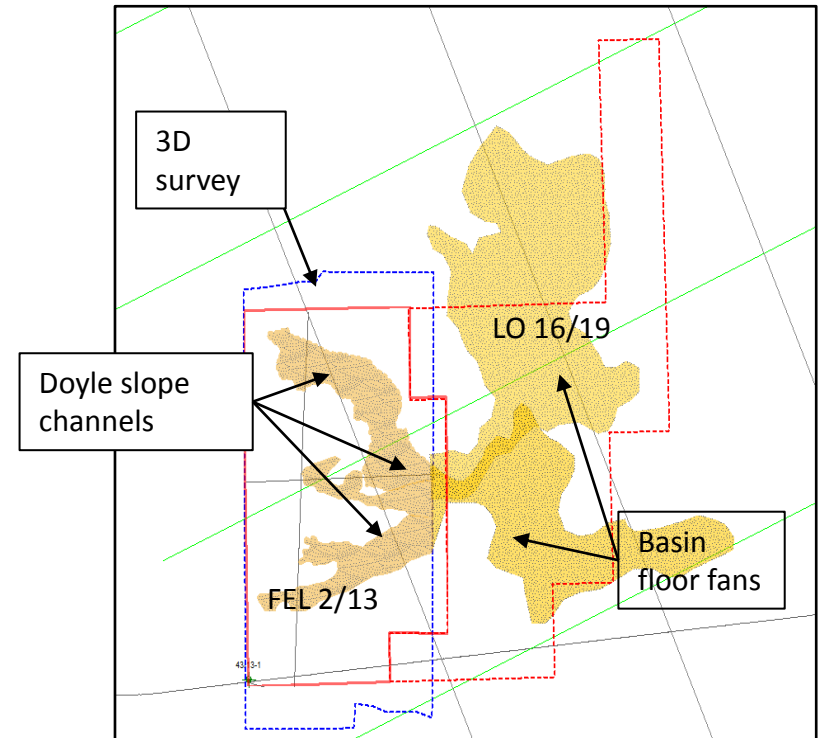 3D
survey
LO 16/19
Doyle slope
channels
Basin
floor fans
FEL 2/13